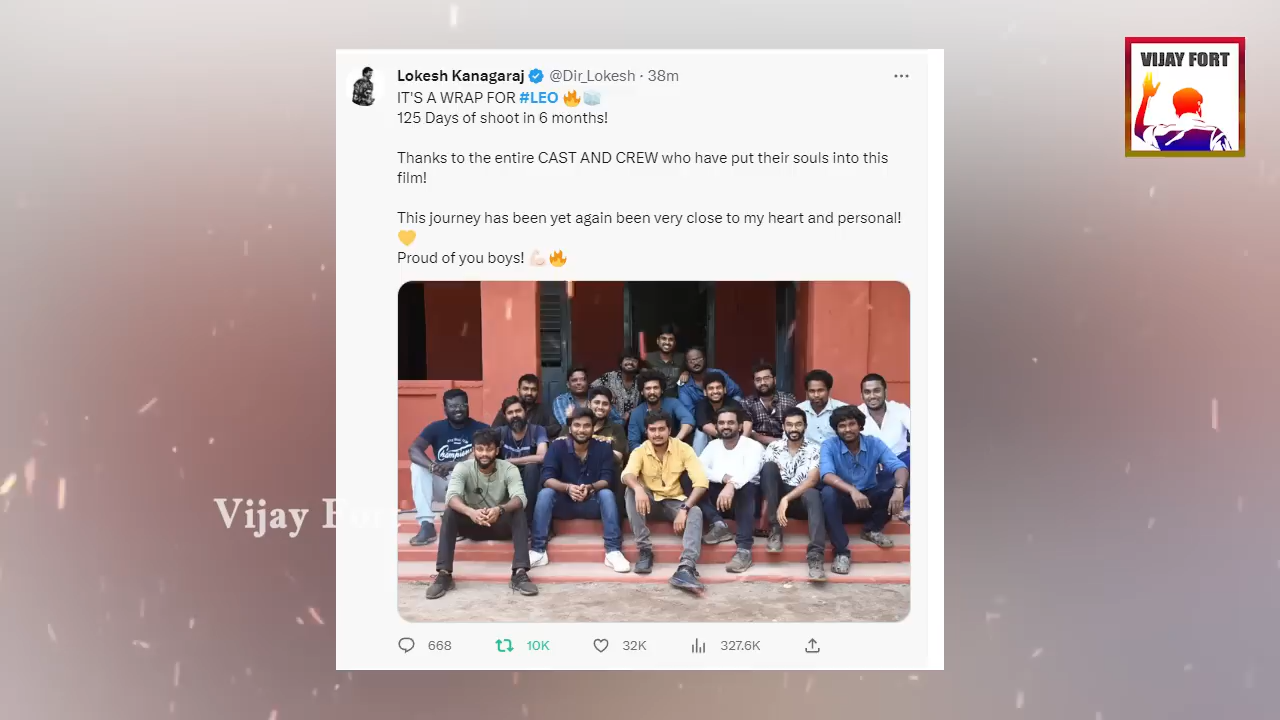 VIJAY FORT
Lokesh Kanagaraj @Dir_Lokesh · 38m
IT'S A WRAP FOR #LEO 🔥🧊
125 Days of shoot in 6 months!
Thanks to the entire CAST AND CREW who have put their souls into this
film!
This journey has been yet again been very close to my heart and personal!
💛
Proud of you boys! 💪🏻🔥
Champions
Vijay Fort
668 10K 32K 327.6K